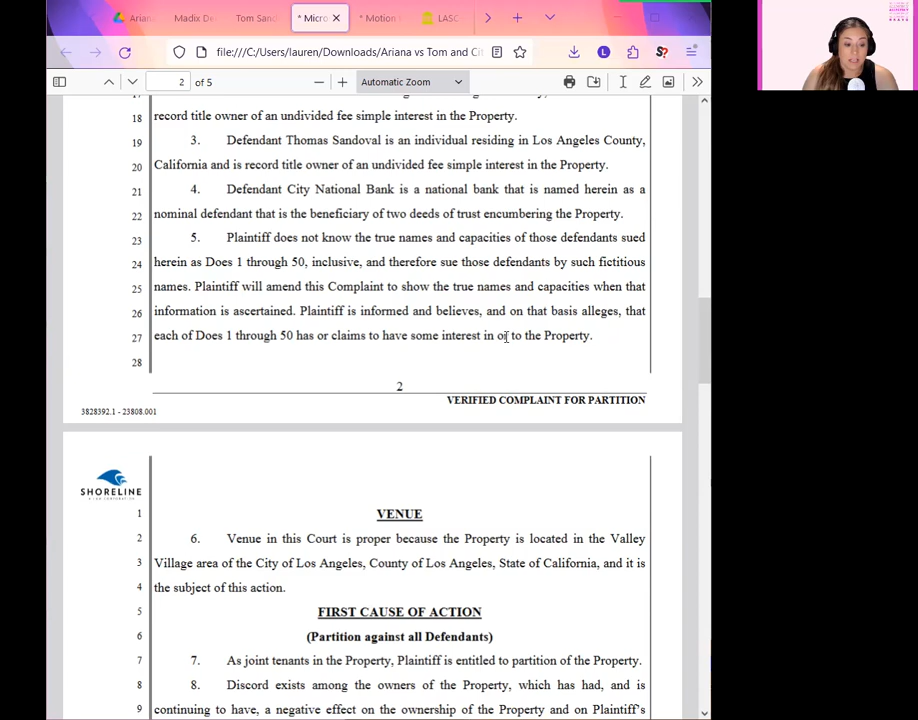 Ariana
Madix De
Tom Sand
* Micro
* Motion
LASC
file:///C:/Users/lauren/Downloads/Ariana vs Tom and Cit
L
S?
2 of 5
Automatic Zoom
18 record title owner of an undivided fee simple interest in the Property.
19 3. Defendant Thomas Sandoval is an individual residing in Los Angeles County,
20 California and is record title owner of an undivided fee simple interest in the Property.
21 4. Defendant City National Bank is a national bank that is named herein as a
22 nominal defendant that is the beneficiary of two deeds of trust encumbering the Property.
23 5. Plaintiff does not know the true names and capacities of those defendants sued
24 herein as Does 1 through 50, inclusive, and therefore sue those defendants by such fictitious
25 names. Plaintiff will amend this Complaint to show the true names and capacities when that
26 information is ascertained. Plaintiff is informed and believes, and on that basis alleges, that
27 each of Does 1 through 50 has or claims to have some interest in or to the Property.
28
2
VERIFIED COMPLAINT FOR PARTITION
3828392.1 - 23808.001
SHORELINE
A LAW CORPORATION
1 VENUE
2 6. Venue in this Court is proper because the Property is located in the Valley
3 Village area of the City of Los Angeles, County of Los Angeles, State of California, and it is
4 the subject of this action.
5 FIRST CAUSE OF ACTION
6 (Partition against all Defendants)
7 7. As joint tenants in the Property, Plaintiff is entitled to partition of the Property.
8 8. Discord exists among the owners of the Property, which has had, and is
9 continuing to have, a negative effect on the ownership of the Property and on Plaintiff's